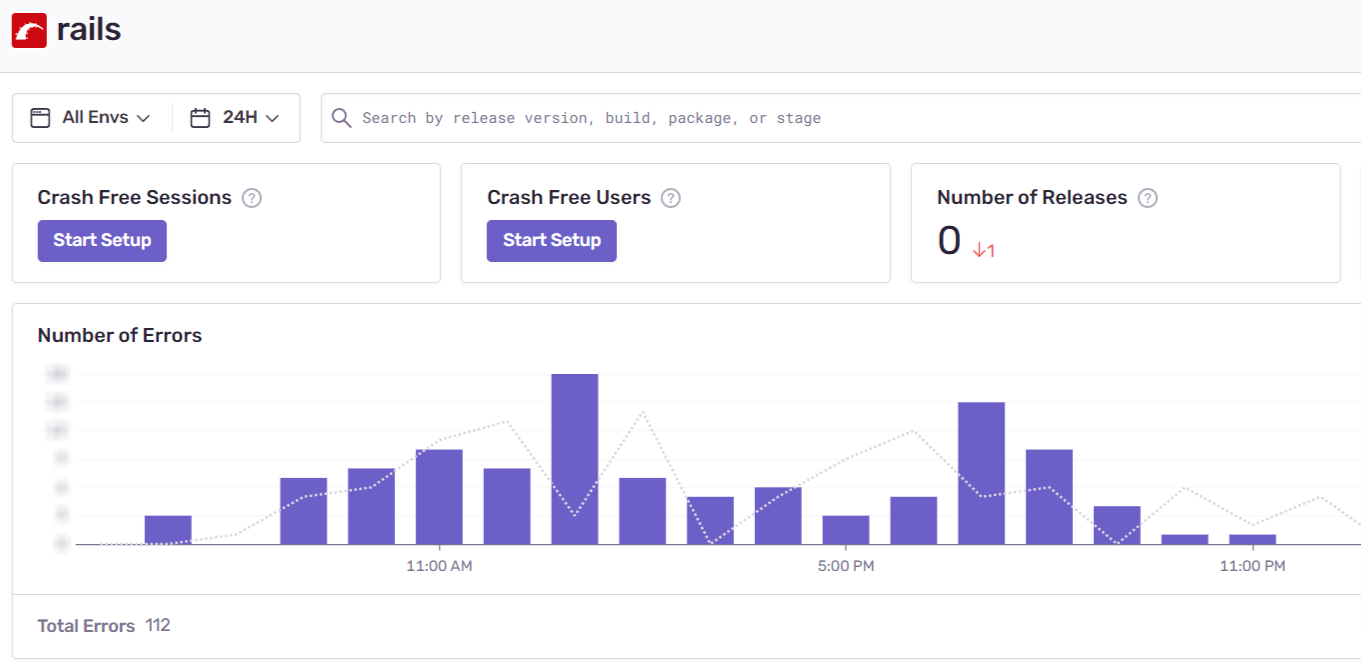 rails
All Envs 24H Search by release version, build, package, or stage
Crash Free Sessions ? Crash Free Users ? Number of Releases ?
Start Setup Start Setup 0 ↓1
Number of Errors
11:00 AM 5:00 PM 11:00 PM
Total Errors 112